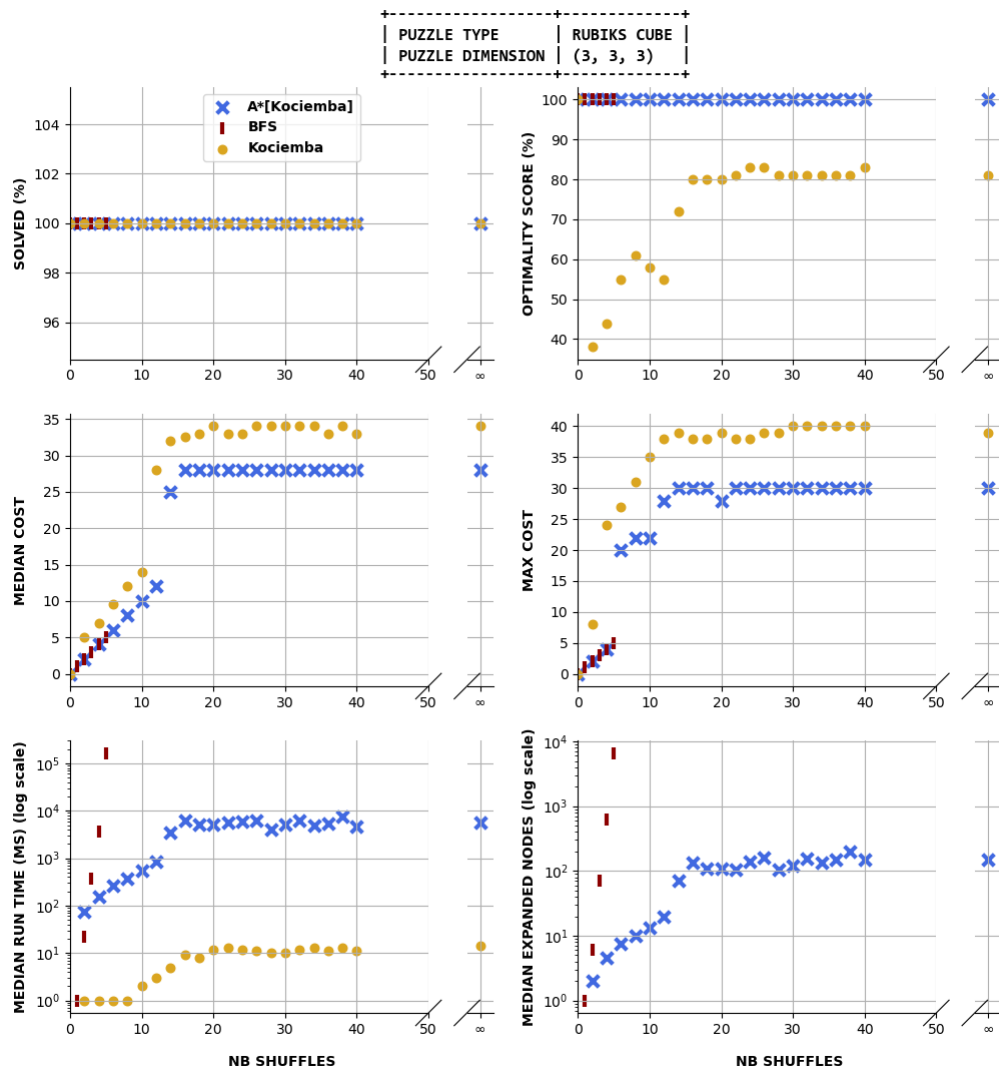 +-------------------+--------------+
| PUZZLE TYPE | RUBIKS CUBE |
| PUZZLE DIMENSION | (3, 3, 3) |
+-------------------+--------------+
A*[Kociemba]
BFS
Kociemba
SOLVED (%)
104
102
100
98
96
0 10 20 30 40 50 ∞
OPTIMALITY SCORE (%)
100
90
80
70
60
50
40
0 10 20 30 40 50 ∞
MEDIAN COST
35
30
25
20
15
10
5
0
0 10 20 30 40 50 ∞
MAX COST
40
35
30
25
20
15
10
5
0
0 10 20 30 40 50 ∞
MEDIAN RUN TIME (MS) (log scale)
10⁵
10⁴
10³
10²
10¹
10⁰
0 10 20 30 40 50 ∞
NB SHUFFLES
MEDIAN EXPANDED NODES (log scale)
10⁴
10³
10²
10¹
10⁰
0 10 20 30 40 50 ∞
NB SHUFFLES